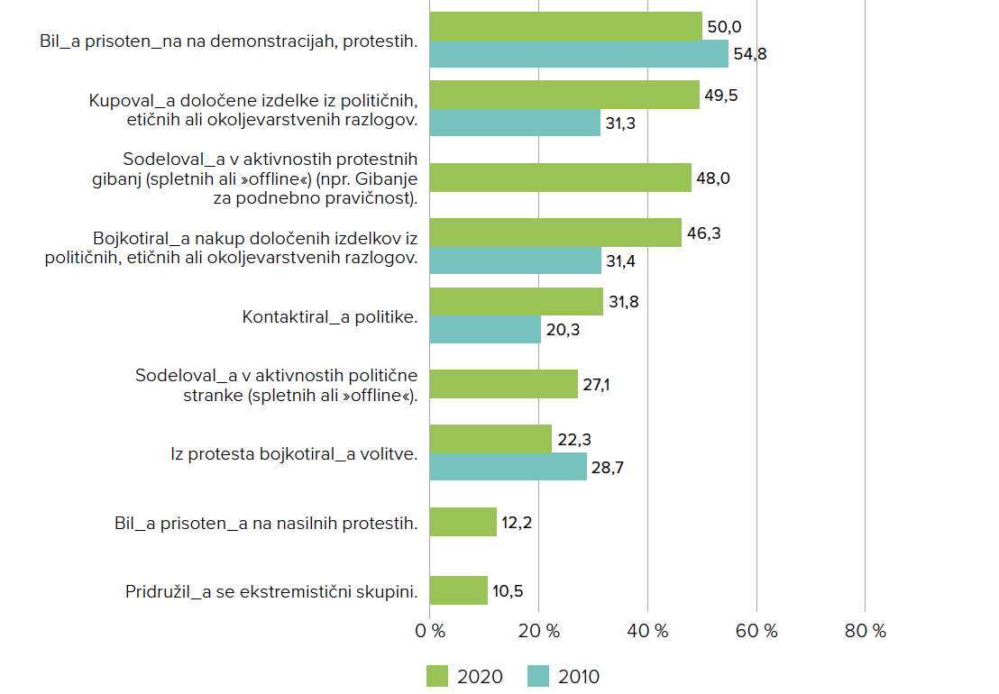 Bil_a prisoten_na na demonstracijah, protestih.
50,0
54,8
Kupoval_a določene izdelke iz političnih,
etičnih ali okoljevarstvenih razlogov.
49,5
31,3
Sodeloval_a v aktivnostih protestnih
gibanj (spletnih ali »offline«) (npr. Gibanje
za podnebno pravičnost).
48,0
Bojkotiral_a nakup določenih izdelkov iz
političnih, etičnih ali okoljevarstvenih razlogov.
46,3
31,4
Kontaktiral_a politike.
31,8
20,3
Sodeloval_a v aktivnostih politične
stranke (spletnih ali »offline«).
27,1
Iz protesta bojkotiral_a volitve.
22,3
28,7
Bil_a prisoten_a na nasilnih protestih.
12,2
Pridružil_a se ekstremistični skupini.
10,5
0 % 20 % 40 % 60 % 80 %
2020 2010